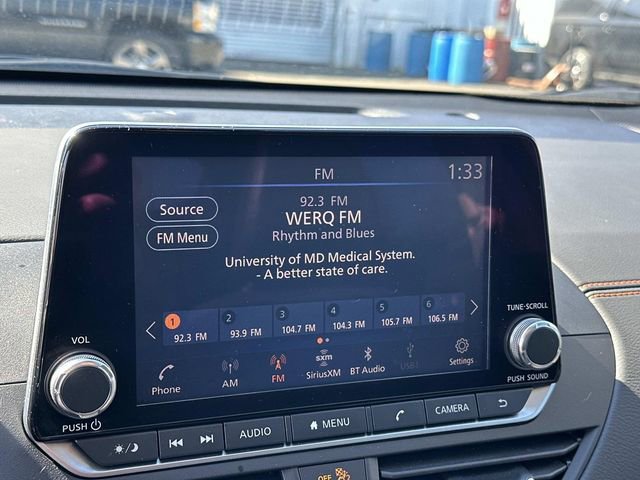 FM 1:33
92.3 FM
Source
WERQ FM
Rhythm and Blues
FM Menu
University of MD Medical System.
- A better state of care.
1 2 3 4 5 6
92.3 FM 93.9 FM 104.7 FM 104.3 FM 105.7 FM 106.5 FM
Phone AM FM sxm SiriusXM BT Audio USB1 Settings
VOL
PUSH
TUNE·SCROLL
PUSH SOUND
AUDIO MENU CAMERA
OFF